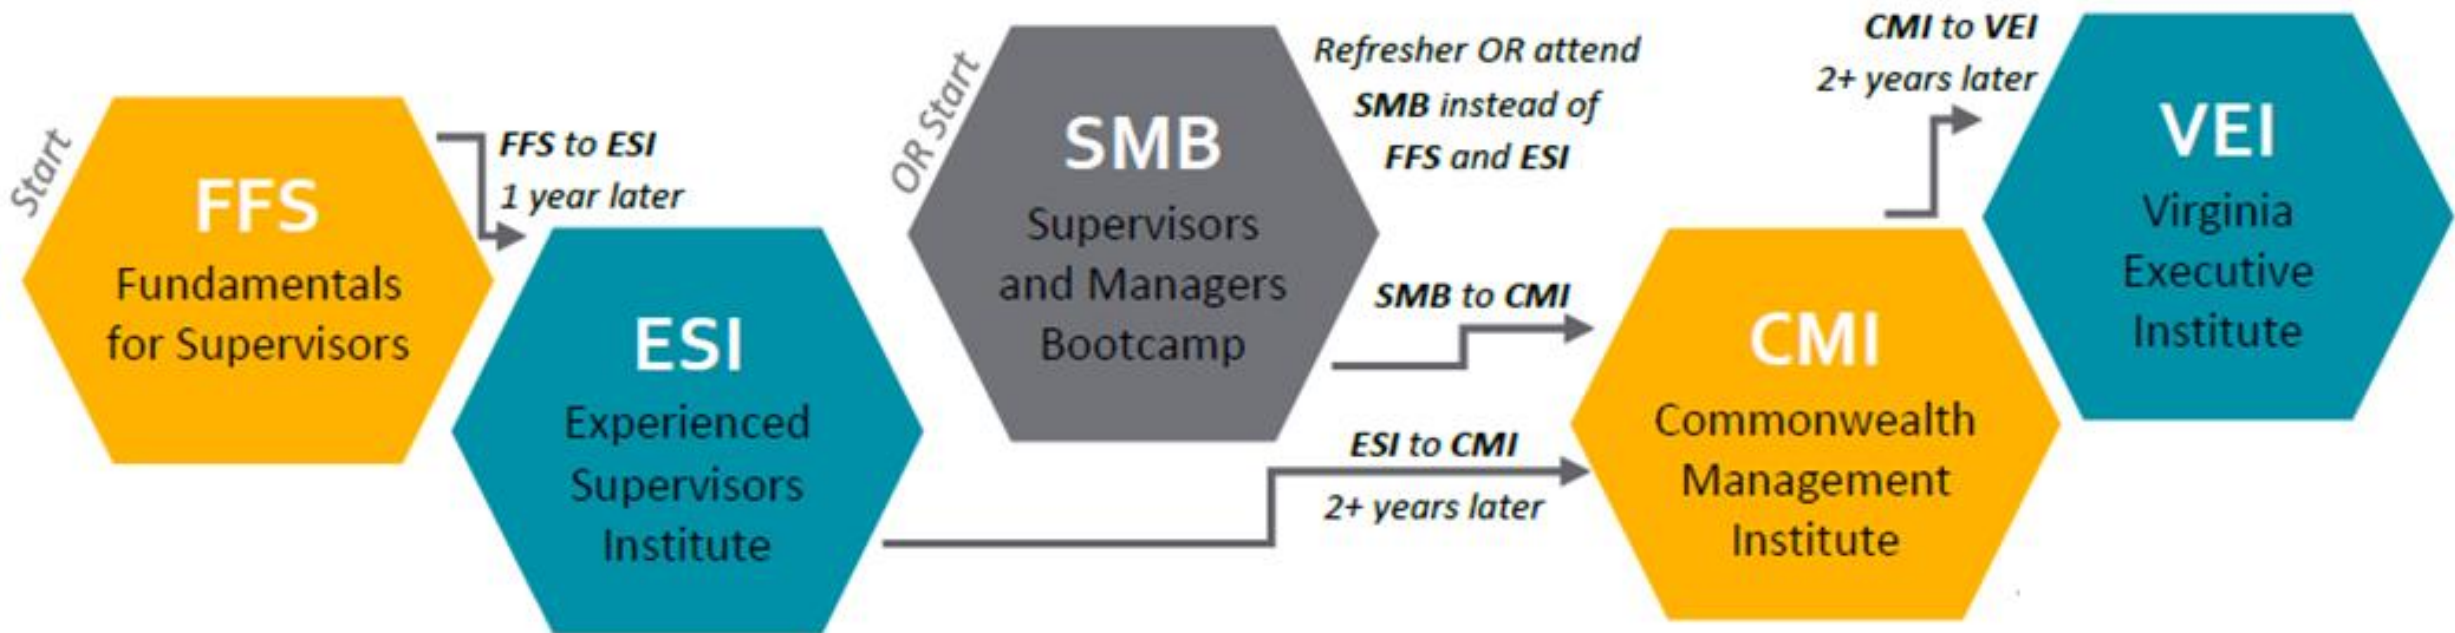 Start
FFS
Fundamentals
for Supervisors
FFS to ESI
1 year later
ESI
Experienced
Supervisors
Institute
OR Start
SMB
Supervisors
and Managers
Bootcamp
Refresher OR attend
SMB instead of
FFS and ESI
SMB to CMI
ESI to CMI
2+ years later
CMI
Commonwealth
Management
Institute
CMI to VEI
2+ years later
VEI
Virginia
Executive
Institute